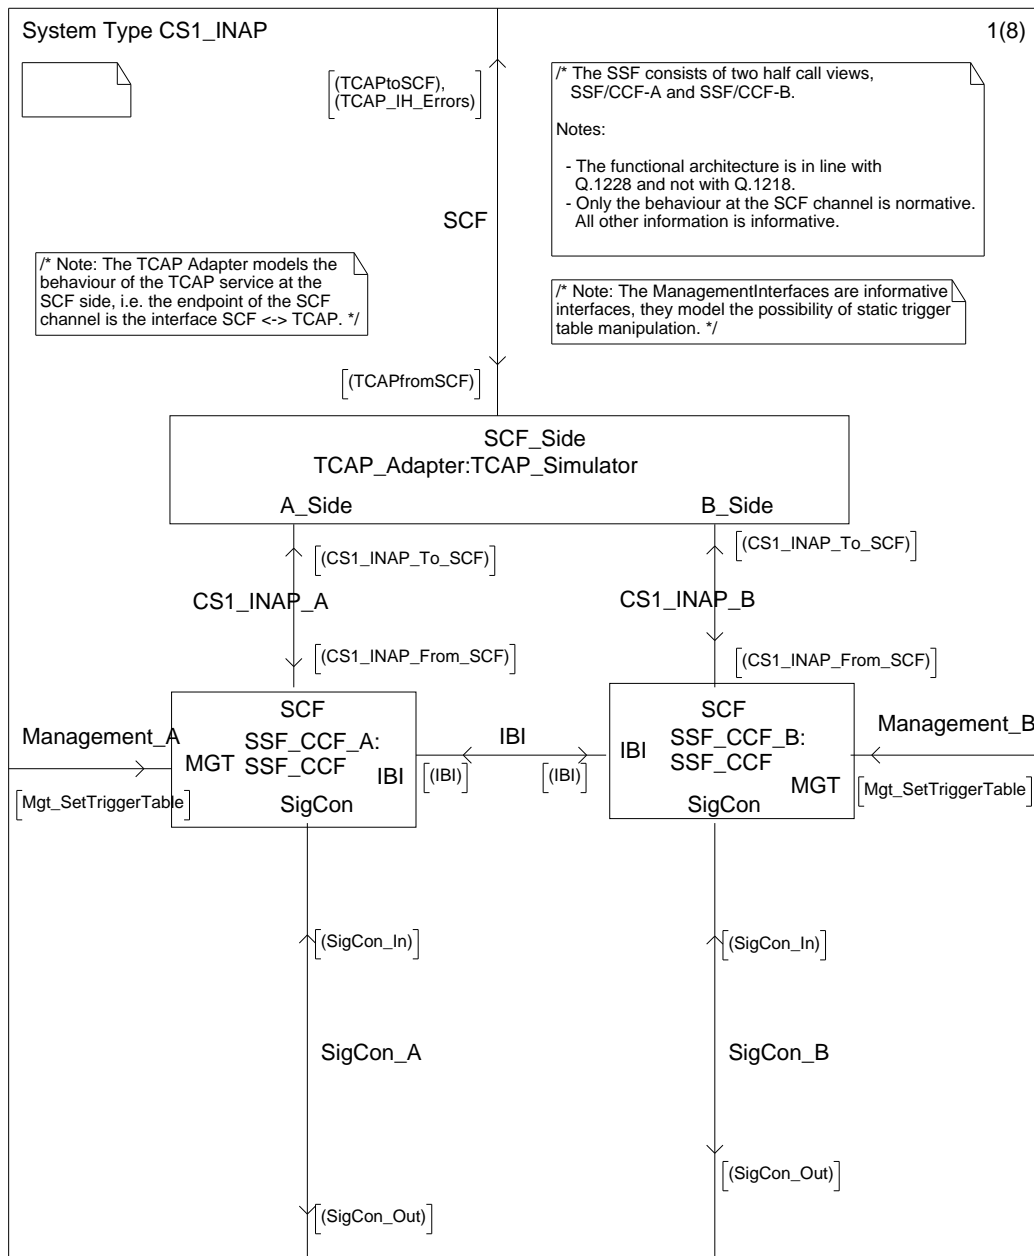 System Type CS1_INAP
1(8)
(TCAPtoSCF),
(TCAP_IH_Errors)
/* The SSF consists of two half call views,
SSF/CCF-A and SSF/CCF-B.
Notes:
- The functional architecture is in line with
Q.1228 and not with Q.1218.
- Only the behaviour at the SCF channel is normative.
All other information is informative.
SCF
/* Note: The TCAP Adapter models the
behaviour of the TCAP service at the
SCF side, i.e. the endpoint of the SCF
channel is the interface SCF <-> TCAP. */
/* Note: The ManagementInterfaces are informative
interfaces, they model the possibility of static trigger
table manipulation. */
(TCAPfromSCF)
SCF_Side
TCAP_Adapter:TCAP_Simulator
A_Side
B_Side
(CS1_INAP_To_SCF)
(CS1_INAP_To_SCF)
CS1_INAP_A
CS1_INAP_B
(CS1_INAP_From_SCF)
(CS1_INAP_From_SCF)
SCF
SCF
Management_A
SSF_CCF_A:
SSF_CCF
MGT
IBI
IBI
(IBI)
(IBI)
IBI
SSF_CCF_B:
SSF_CCF
MGT
Management_B
Mgt_SetTriggerTable
SigCon
SigCon
Mgt_SetTriggerTable
(SigCon_In)
(SigCon_In)
SigCon_A
SigCon_B
(SigCon_Out)
(SigCon_Out)